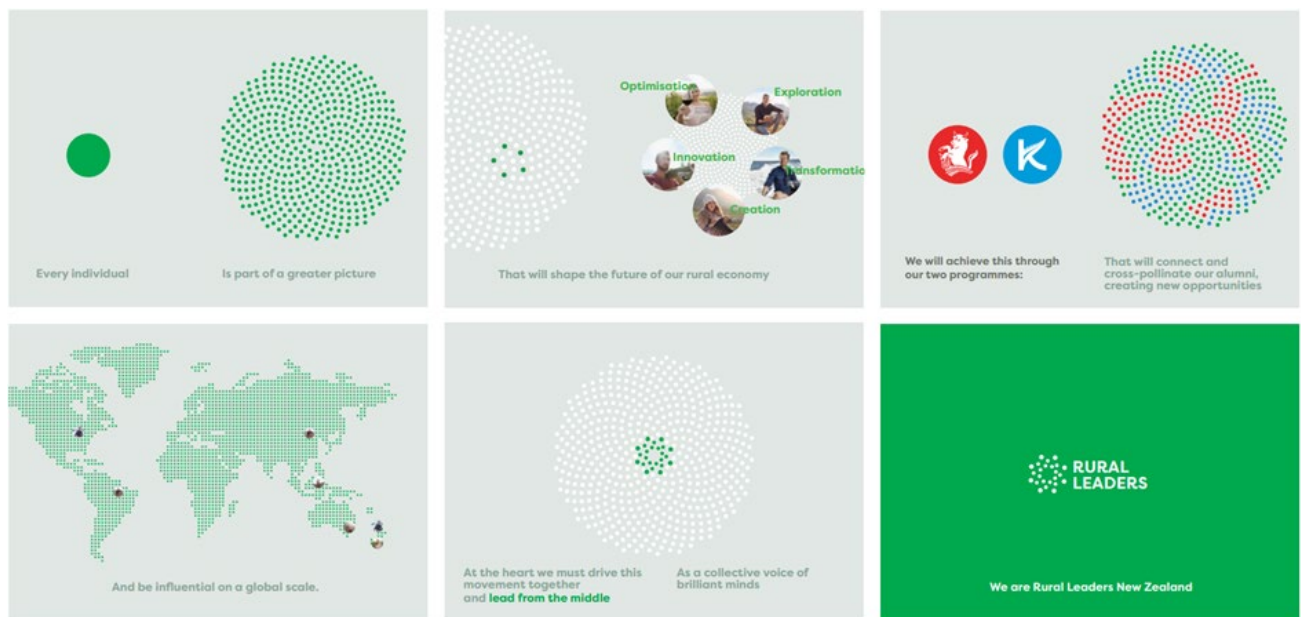 Every individual
Is part of a greater picture
Optimisation
Exploration
Innovation
Transformatio
Creation
That will shape the future of our rural economy
We will achieve this through
our two programmes:
That will connect and
cross-pollinate our alumni,
creating new opportunities
And be influential on a global scale.
At the heart we must drive this
movement together
and lead from the middle
As a collective voice of
brilliant minds
RURAL
LEADERS
We are Rural Leaders New Zealand